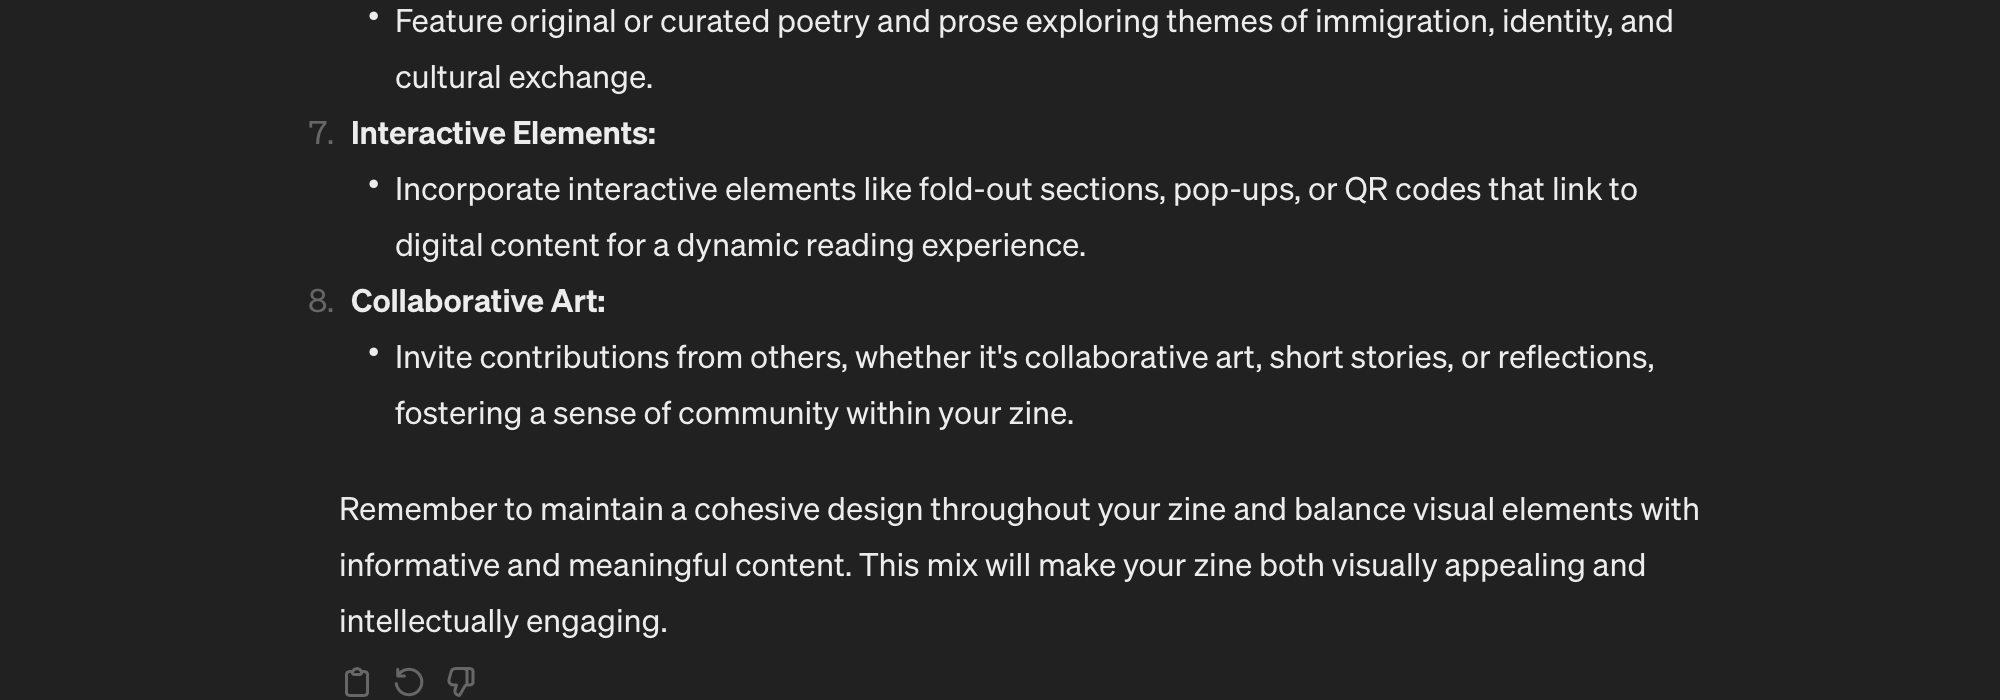 • Feature original or curated poetry and prose exploring themes of immigration, identity, and
cultural exchange.
7. Interactive Elements:
• Incorporate interactive elements like fold-out sections, pop-ups, or QR codes that link to
digital content for a dynamic reading experience.
8. Collaborative Art:
• Invite contributions from others, whether it's collaborative art, short stories, or reflections,
fostering a sense of community within your zine.
Remember to maintain a cohesive design throughout your zine and balance visual elements with
informative and meaningful content. This mix will make your zine both visually appealing and
intellectually engaging.